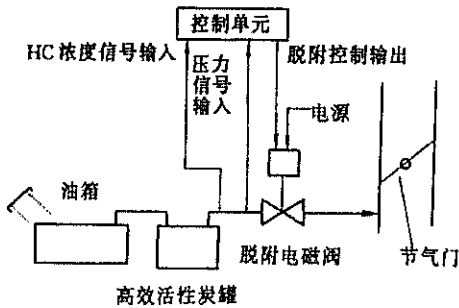 控制单元
HC浓度信号输入
压力
信号
输入
脱附控制输出
电源
油箱
脱附电磁阀
节气门
高效活性炭罐